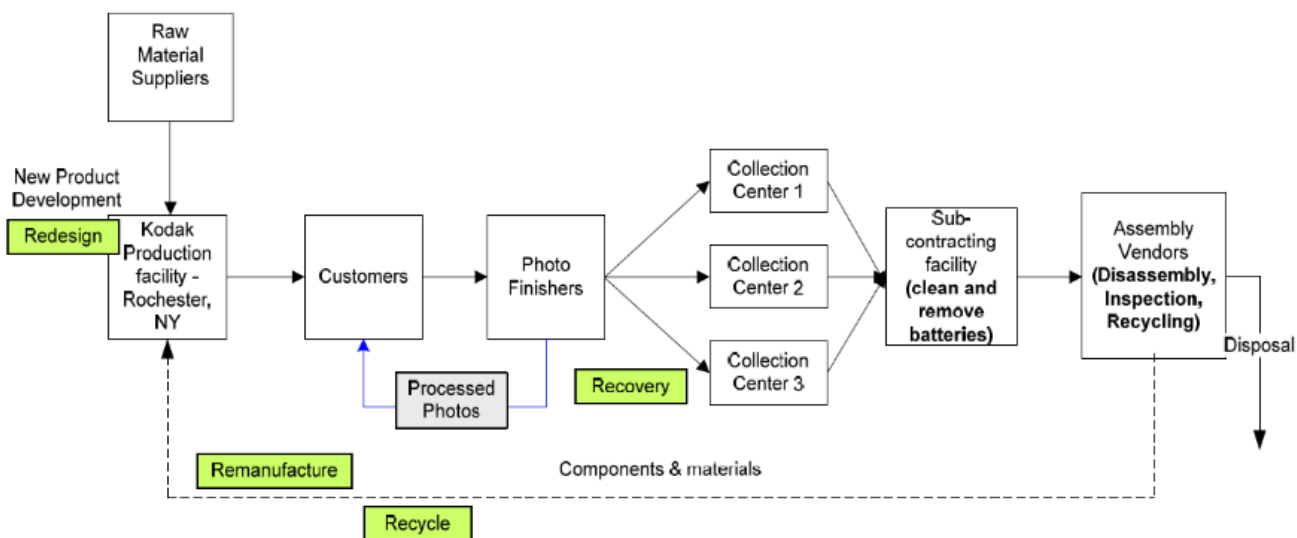 Raw
Material
Suppliers
New Product
Development
Redesign
Kodak
Production
facility -
Rochester,
NY
Customers
Photo
Finishers
Processed
Photos
Recovery
Collection
Center 1
Collection
Center 2
Collection
Center 3
Sub-
contracting
facility
(clean and
remove
batteries)
Assembly
Vendors
(Disassembly,
Inspection,
Recycling)
Disposal
Remanufacture
Components & materials
Recycle